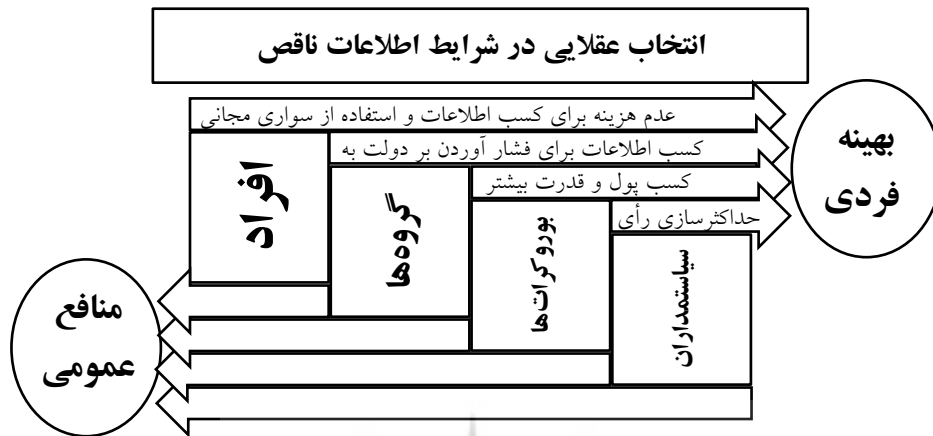 انتخاب عقلایی در شرایط اطلاعات ناقص
عدم هزینه برای کسب اطلاعات و استفاده از سواری مجانی
کسب اطلاعات برای فشار آوردن بر دولت به
کسب پول و قدرت بیشتر
حداکثرسازی رأی
بهینه
فردی
افراد
گروه‌ها
بوروکرات‌ها
سیاستمداران
منافع
عمومی